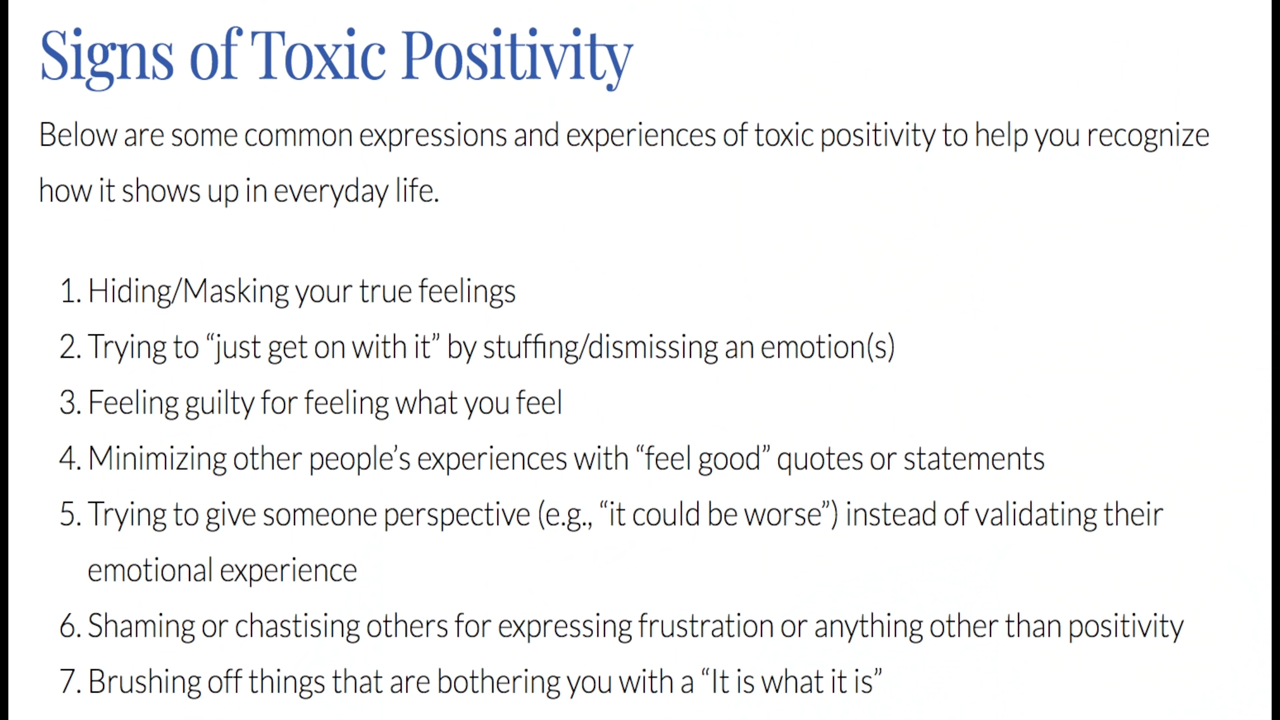 Signs of Toxic Positivity
Below are some common expressions and experiences of toxic positivity to help you recognize
how it shows up in everyday life.
1. Hiding/Masking your true feelings
2. Trying to “just get on with it” by stuffing/dismissing an emotion(s)
3. Feeling guilty for feeling what you feel
4. Minimizing other people’s experiences with “feel good” quotes or statements
5. Trying to give someone perspective (e.g., “it could be worse”) instead of validating their
emotional experience
6. Shaming or chastising others for expressing frustration or anything other than positivity
7. Brushing off things that are bothering you with a “It is what it is”